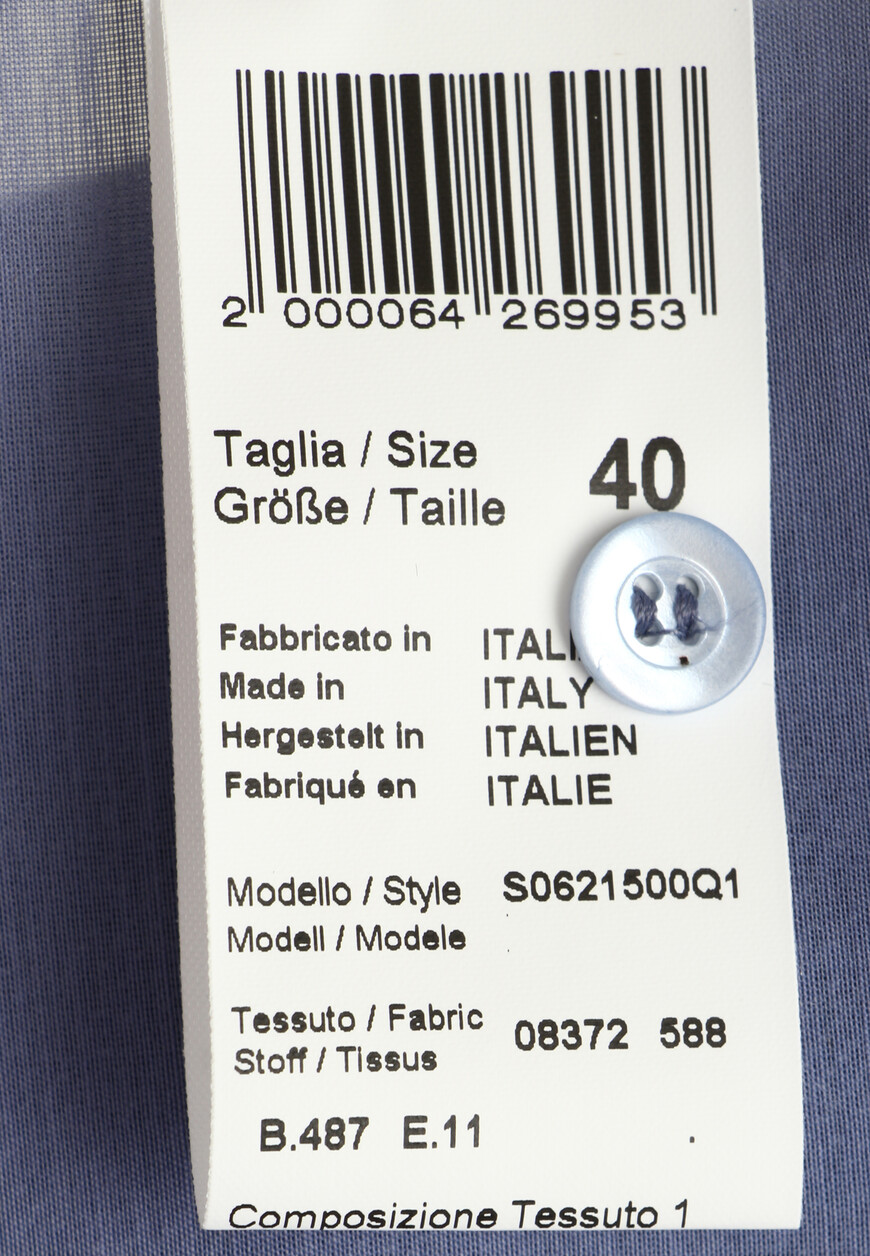 2 000064 269953
Taglia / Size 40
Größe / Taille
Fabbricato in
Made in ITALY
Hergestelt in ITALIEN
Fabriqué en ITALIE
Modello / Style S0621500Q1
Modell / Modele
Tessuto / Fabric 08372 588
Stoff / Tissus
B.487 E.11
Composizione Tessuto 1